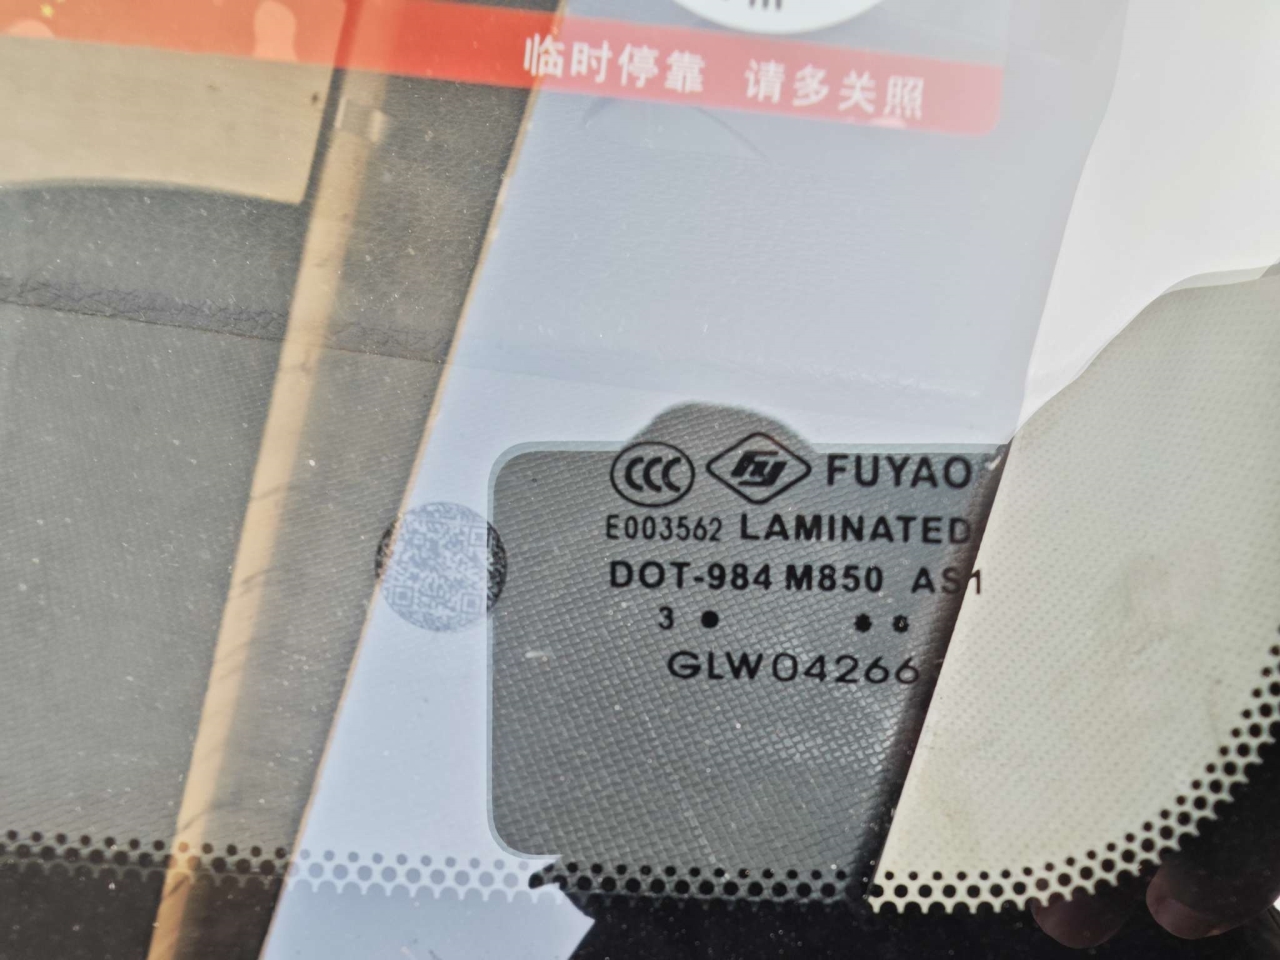 临时停靠 请多关照
CCC fy FUYAO
E003562 LAMINATED
DOT-984 M850 AS1
3 ● ● ●
GLW04266